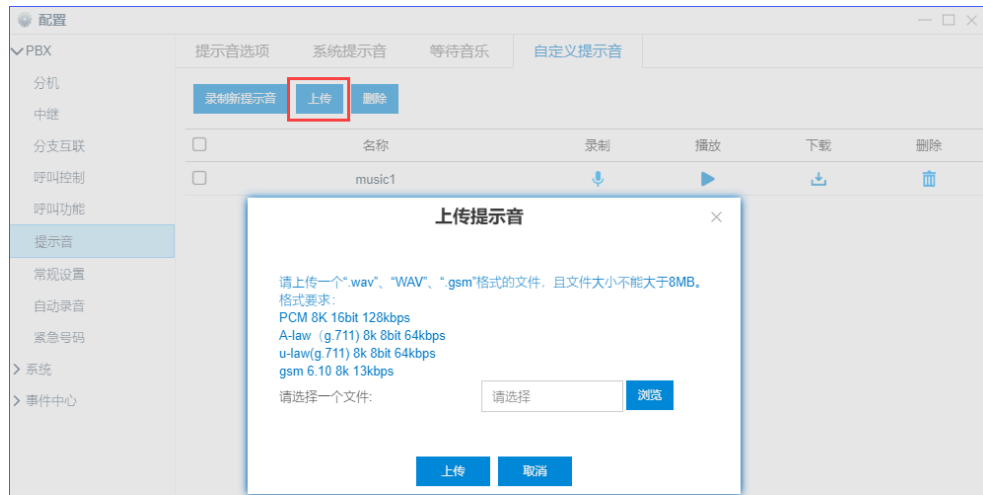 配置
PBX
提示音选项 系统提示音 等待音乐 自定义提示音
分机
录制新提示音 上传 删除
中继
分支互联
名称 录制 播放 下载 删除
呼叫控制
music1
呼叫功能
提示音
常规设置
自动录音
紧急号码
系统
事件中心
上传提示音
请上传一个“.wav”、“WAV”、“.gsm”格式的文件，且文件大小不能大于8MB。
格式要求：
PCM 8K 16bit 128kbps
A-law（g.711) 8k 8bit 64kbps
u-law(g.711) 8k 8bit 64kbps
gsm 6.10 8k 13kbps
请选择一个文件: 请选择 浏览
上传 取消